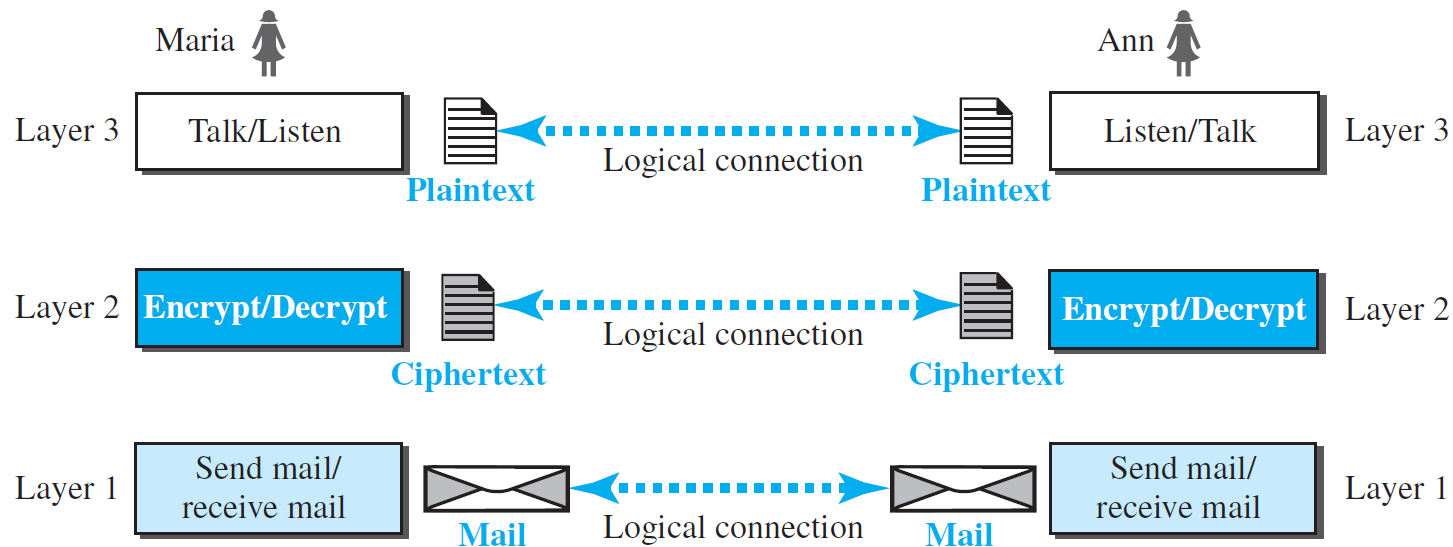 Maria
Ann
Layer 3
Talk/Listen
Logical connection
Listen/Talk
Layer 3
Plaintext
Plaintext
Layer 2
Encrypt/Decrypt
Logical connection
Encrypt/Decrypt
Layer 2
Ciphertext
Ciphertext
Layer 1
Send mail/
receive mail
Logical connection
Send mail/
receive mail
Layer 1
Mail
Mail